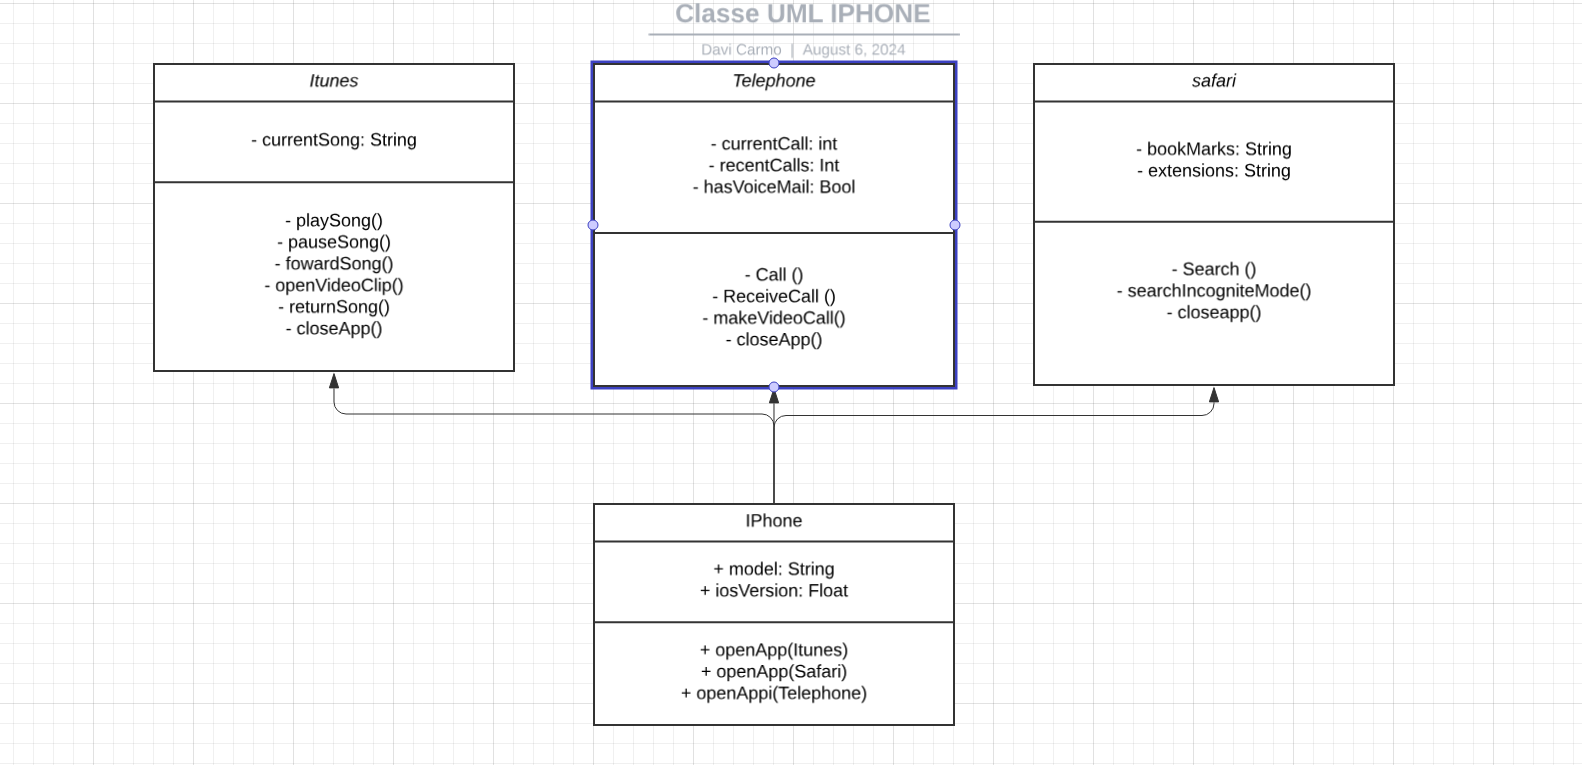 Classe UML IPHONE
Davi Carmo | August 6, 2024
Itunes
- currentSong: String
- playSong()
- pauseSong()
- fowardSong()
- openVideoClip()
- returnSong()
- closeApp()
Telephone
- currentCall: int
- recentCalls: Int
- hasVoiceMail: Bool
- Call ()
- ReceiveCall ()
- makeVideoCall()
- closeApp()
safari
- bookMarks: String
- extensions: String
- Search ()
- searchIncogniteMode()
- closeapp()
IPhone
+ model: String
+ iosVersion: Float
+ openApp(Itunes)
+ openApp(Safari)
+ openAppi(Telephone)